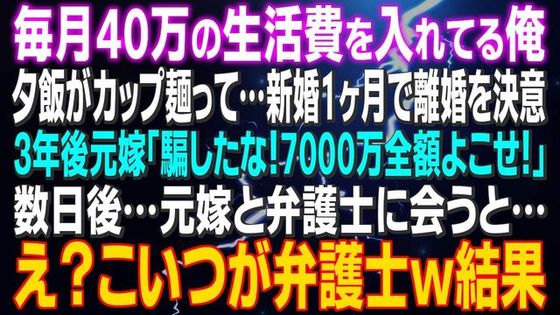 毎月40万の生活費を入れてる俺
夕飯がカップ麺って…新婚1ヶ月で離婚を決意
3年後元嫁「騙したな!7000万全額よこせ!」
数日後…元嫁と弁護士に会うと…
え?こいつが弁護士w結果